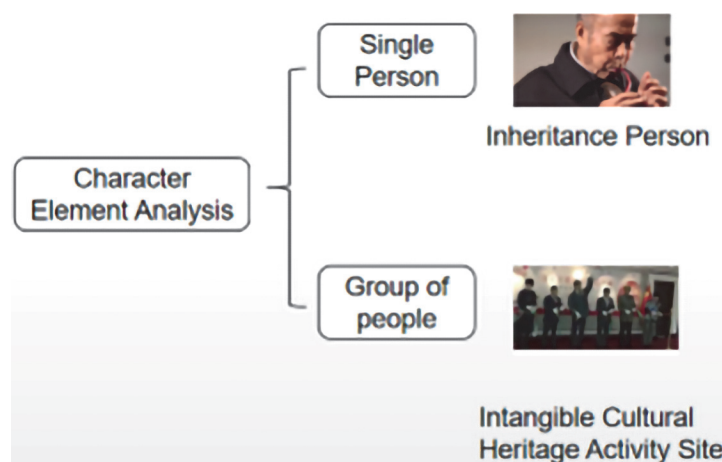 Single
Person
Inheritance Person
Character
Element Analysis
Group of
people
Intangible Cultural
Heritage Activity Site